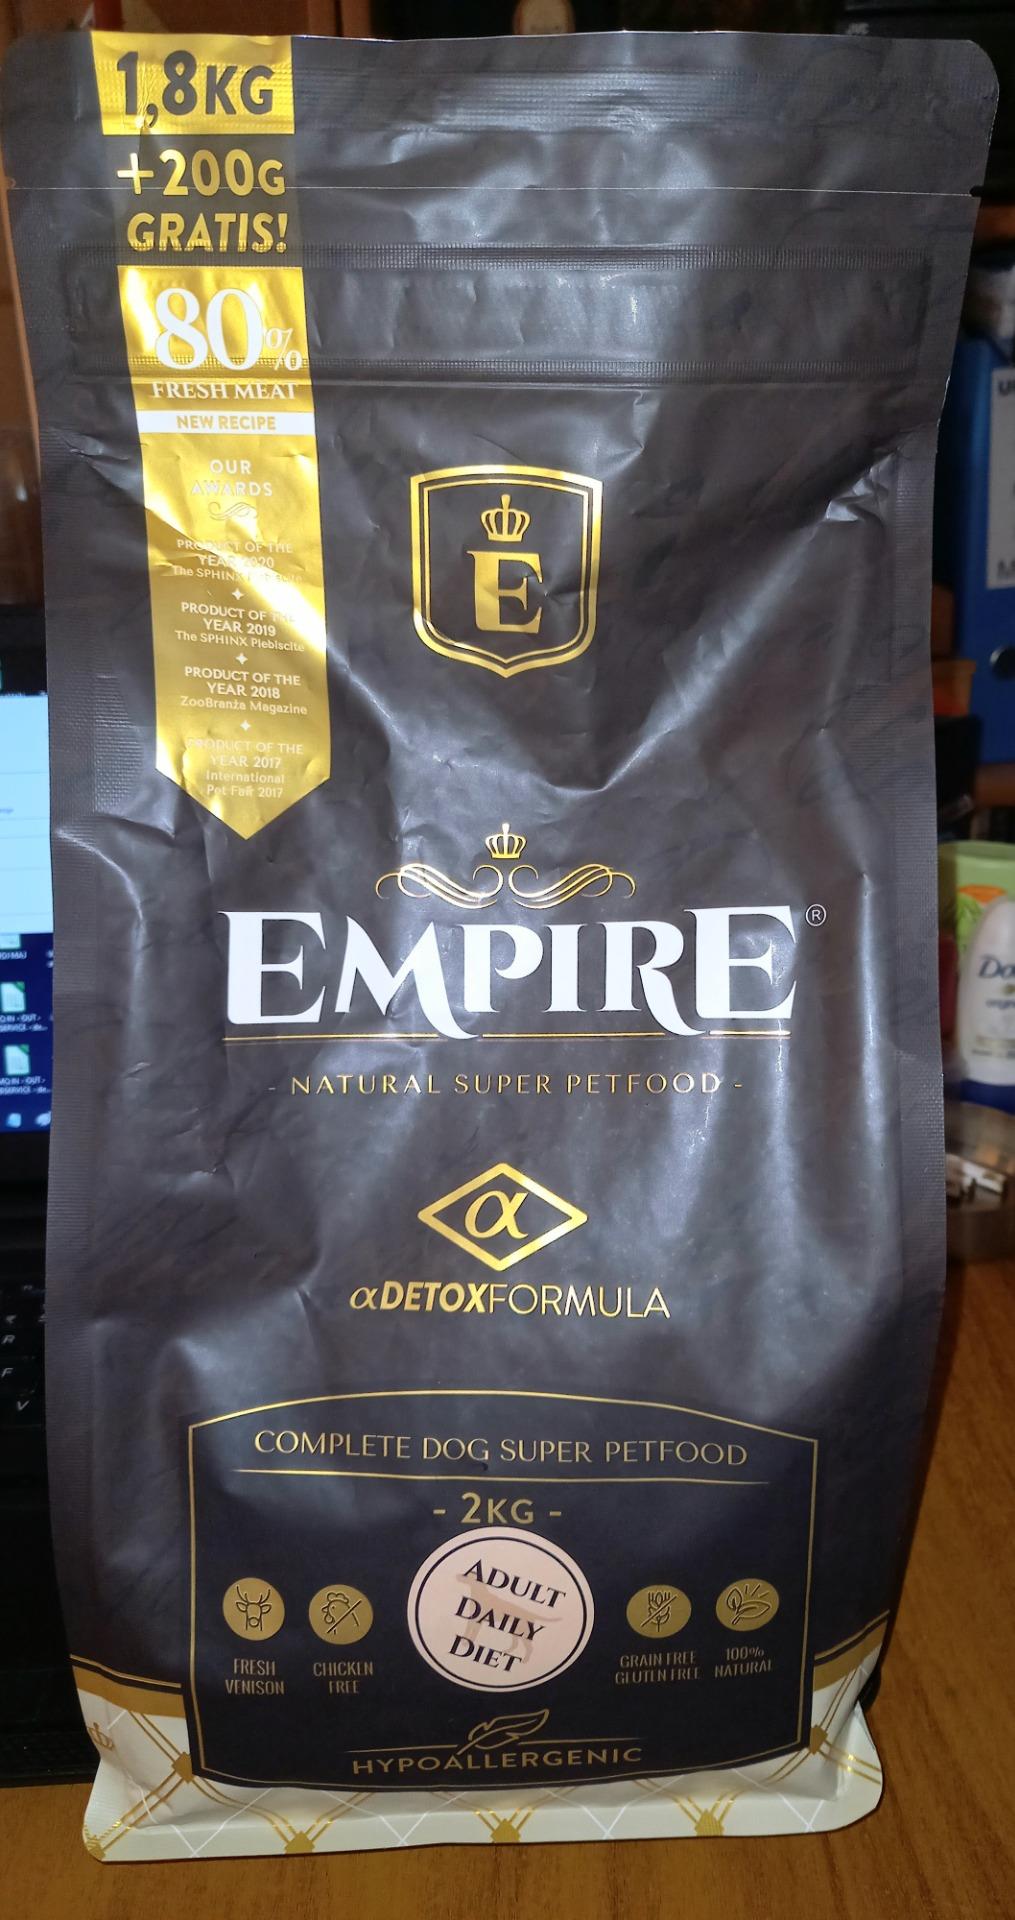 1,8KG
+200G
GRATIS!
80%
FRESH MEAT
NEW RECIPE
OUR
AWARDS
PRODUCT OF THE
YEAR 2020
The SPHINX
PRODUCT OF THE
YEAR 2019
The SPHINX Plebiscite
PRODUCT OF THE
YEAR 2018
ZooBranża Magazine
PRODUCT OF THE
YEAR 2017
International
Pet Fair 2017
E
EMPIRE®
- NATURAL SUPER PETFOOD -
α
αDETOXFORMULA
COMPLETE DOG SUPER PETFOOD
- 2KG -
ADULT
DAILY
DIET
FRESH
VENISON
CHICKEN
FREE
GRAIN FREE
GLUTEN FREE
100%
NATURAL
HYPOALLERGENIC